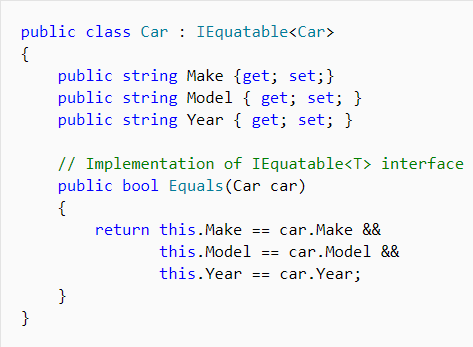 public class Car : IEquatable<Car>
{
    public string Make {get; set;}
    public string Model { get; set; }
    public string Year { get; set; }

    // Implementation of IEquatable<T> interface
    public bool Equals(Car car)
    {
        return this.Make == car.Make &&
               this.Model == car.Model &&
               this.Year == car.Year;
    }
}